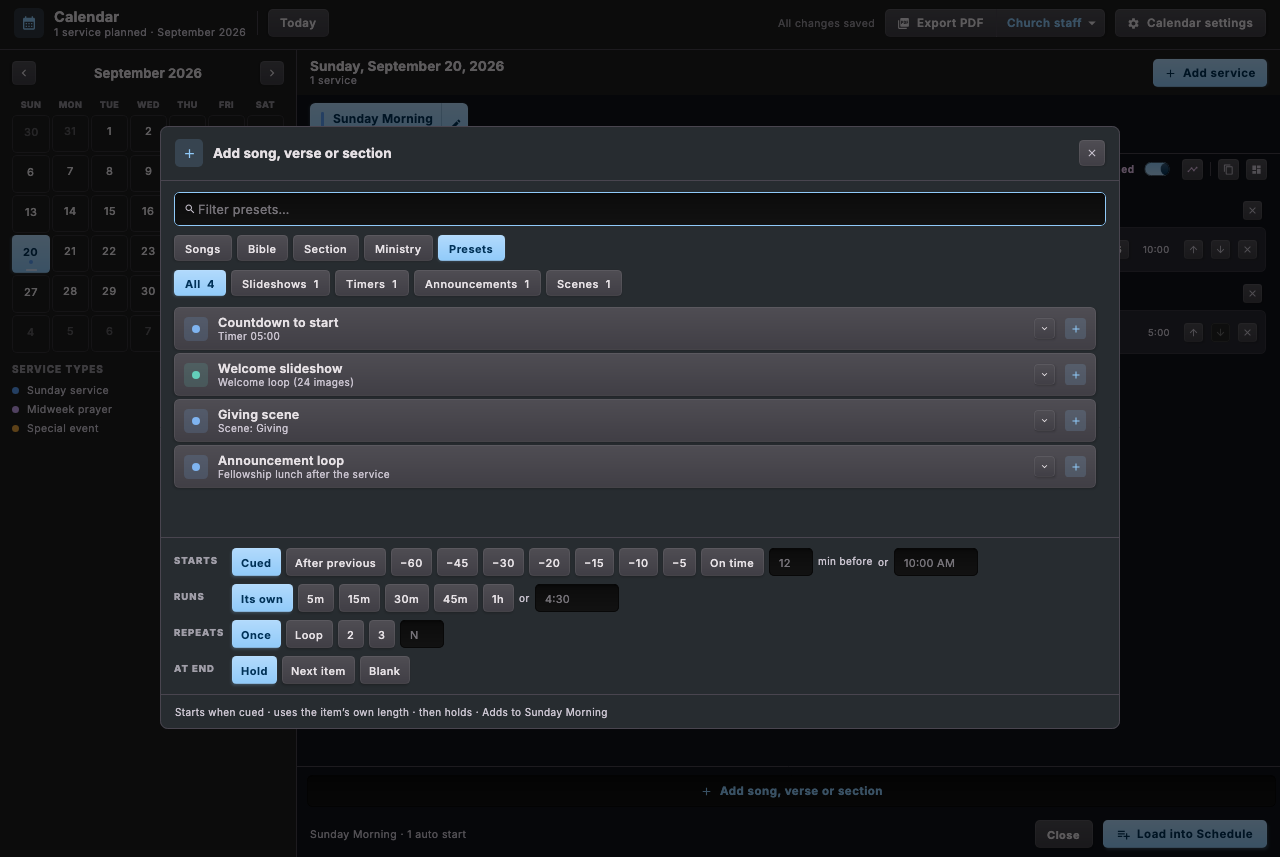 Calendar
1 service planned · September 2026
Today
All changes saved
Export PDF
Church staff
Calendar settings
September 2026
SUN MON TUE WED THU FRI SAT
30 31 1 2
6 7 8 9
13 14 15 16
20 21 22 23
27 28 29 30
4 5 6 7
SERVICE TYPES
Sunday service
Midweek prayer
Special event
Sunday, September 20, 2026
1 service
+ Add service
Sunday Morning
ed
10:00
5:00
Add song, verse or section
Filter presets...
Songs Bible Section Ministry Presets
All 4 Slideshows 1 Timers 1 Announcements 1 Scenes 1
Countdown to start
Timer 05:00
Welcome slideshow
Welcome loop (24 images)
Giving scene
Scene: Giving
Announcement loop
Fellowship lunch after the service
STARTS Cued After previous −60 −45 −30 −20 −15 −10 −5 On time 12 min before or 10:00 AM
RUNS Its own 5m 15m 30m 45m 1h or 4:30
REPEATS Once Loop 2 3 N
AT END Hold Next item Blank
Starts when cued · uses the item's own length · then holds · Adds to Sunday Morning
+ Add song, verse or section
Sunday Morning · 1 auto start
Close
Load into Schedule